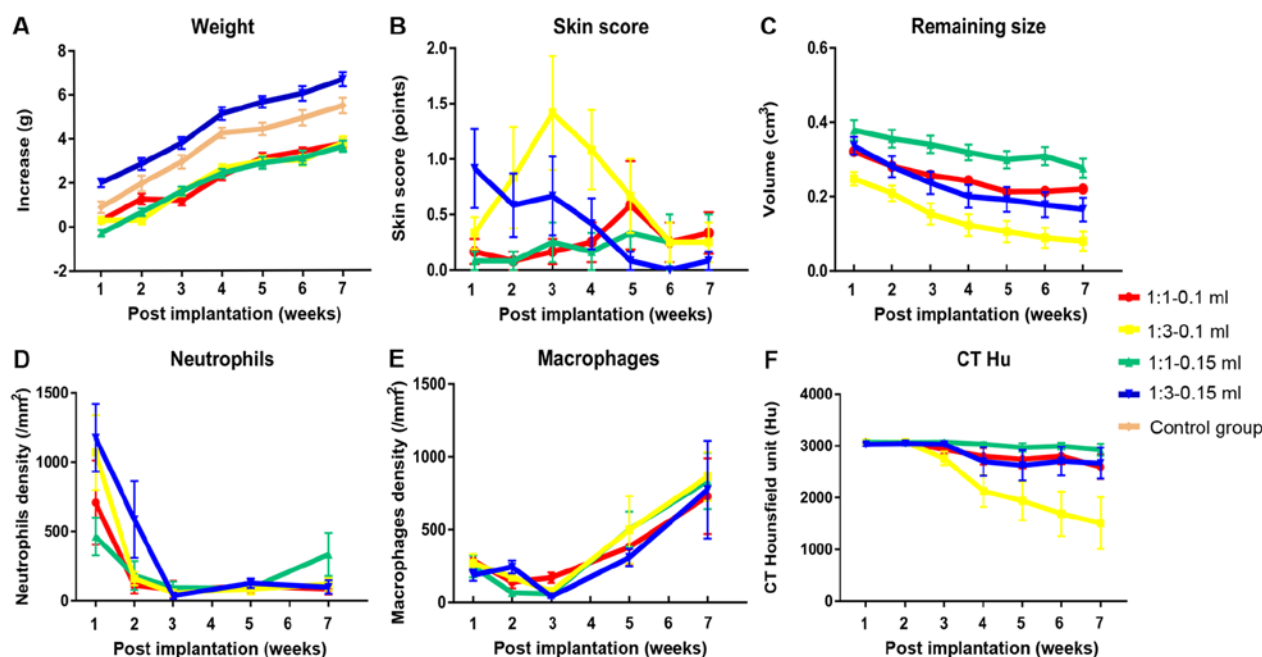 A Weight
B Skin score
C Remaining size
Increase (g)
8
6
4
2
0
-2
1 2 3 4 5 6 7
Post implantation (weeks)
Skin score (points)
2.0
1.5
1.0
0.5
0.0
1 2 3 4 5 6 7
Post implantation (weeks)
Volume (cm³)
0.6
0.4
0.2
0.0
1 2 3 4 5 6 7
Post implantation (weeks)
1:1-0.1 ml
1:3-0.1 ml
1:1-0.15 ml
1:3-0.15 ml
Control group
D Neutrophils
E Macrophages
F CT Hu
Neutrophils density (/mm²)
1500
1000
500
0
1 2 3 4 5 6 7
Post implantation (weeks)
Macrophages density (/mm²)
1500
1000
500
0
1 2 3 4 5 6 7
Post implantation (weeks)
CT Hounsfield unit (Hu)
4000
3000
2000
1000
0
1 2 3 4 5 6 7
Post implantation (weeks)